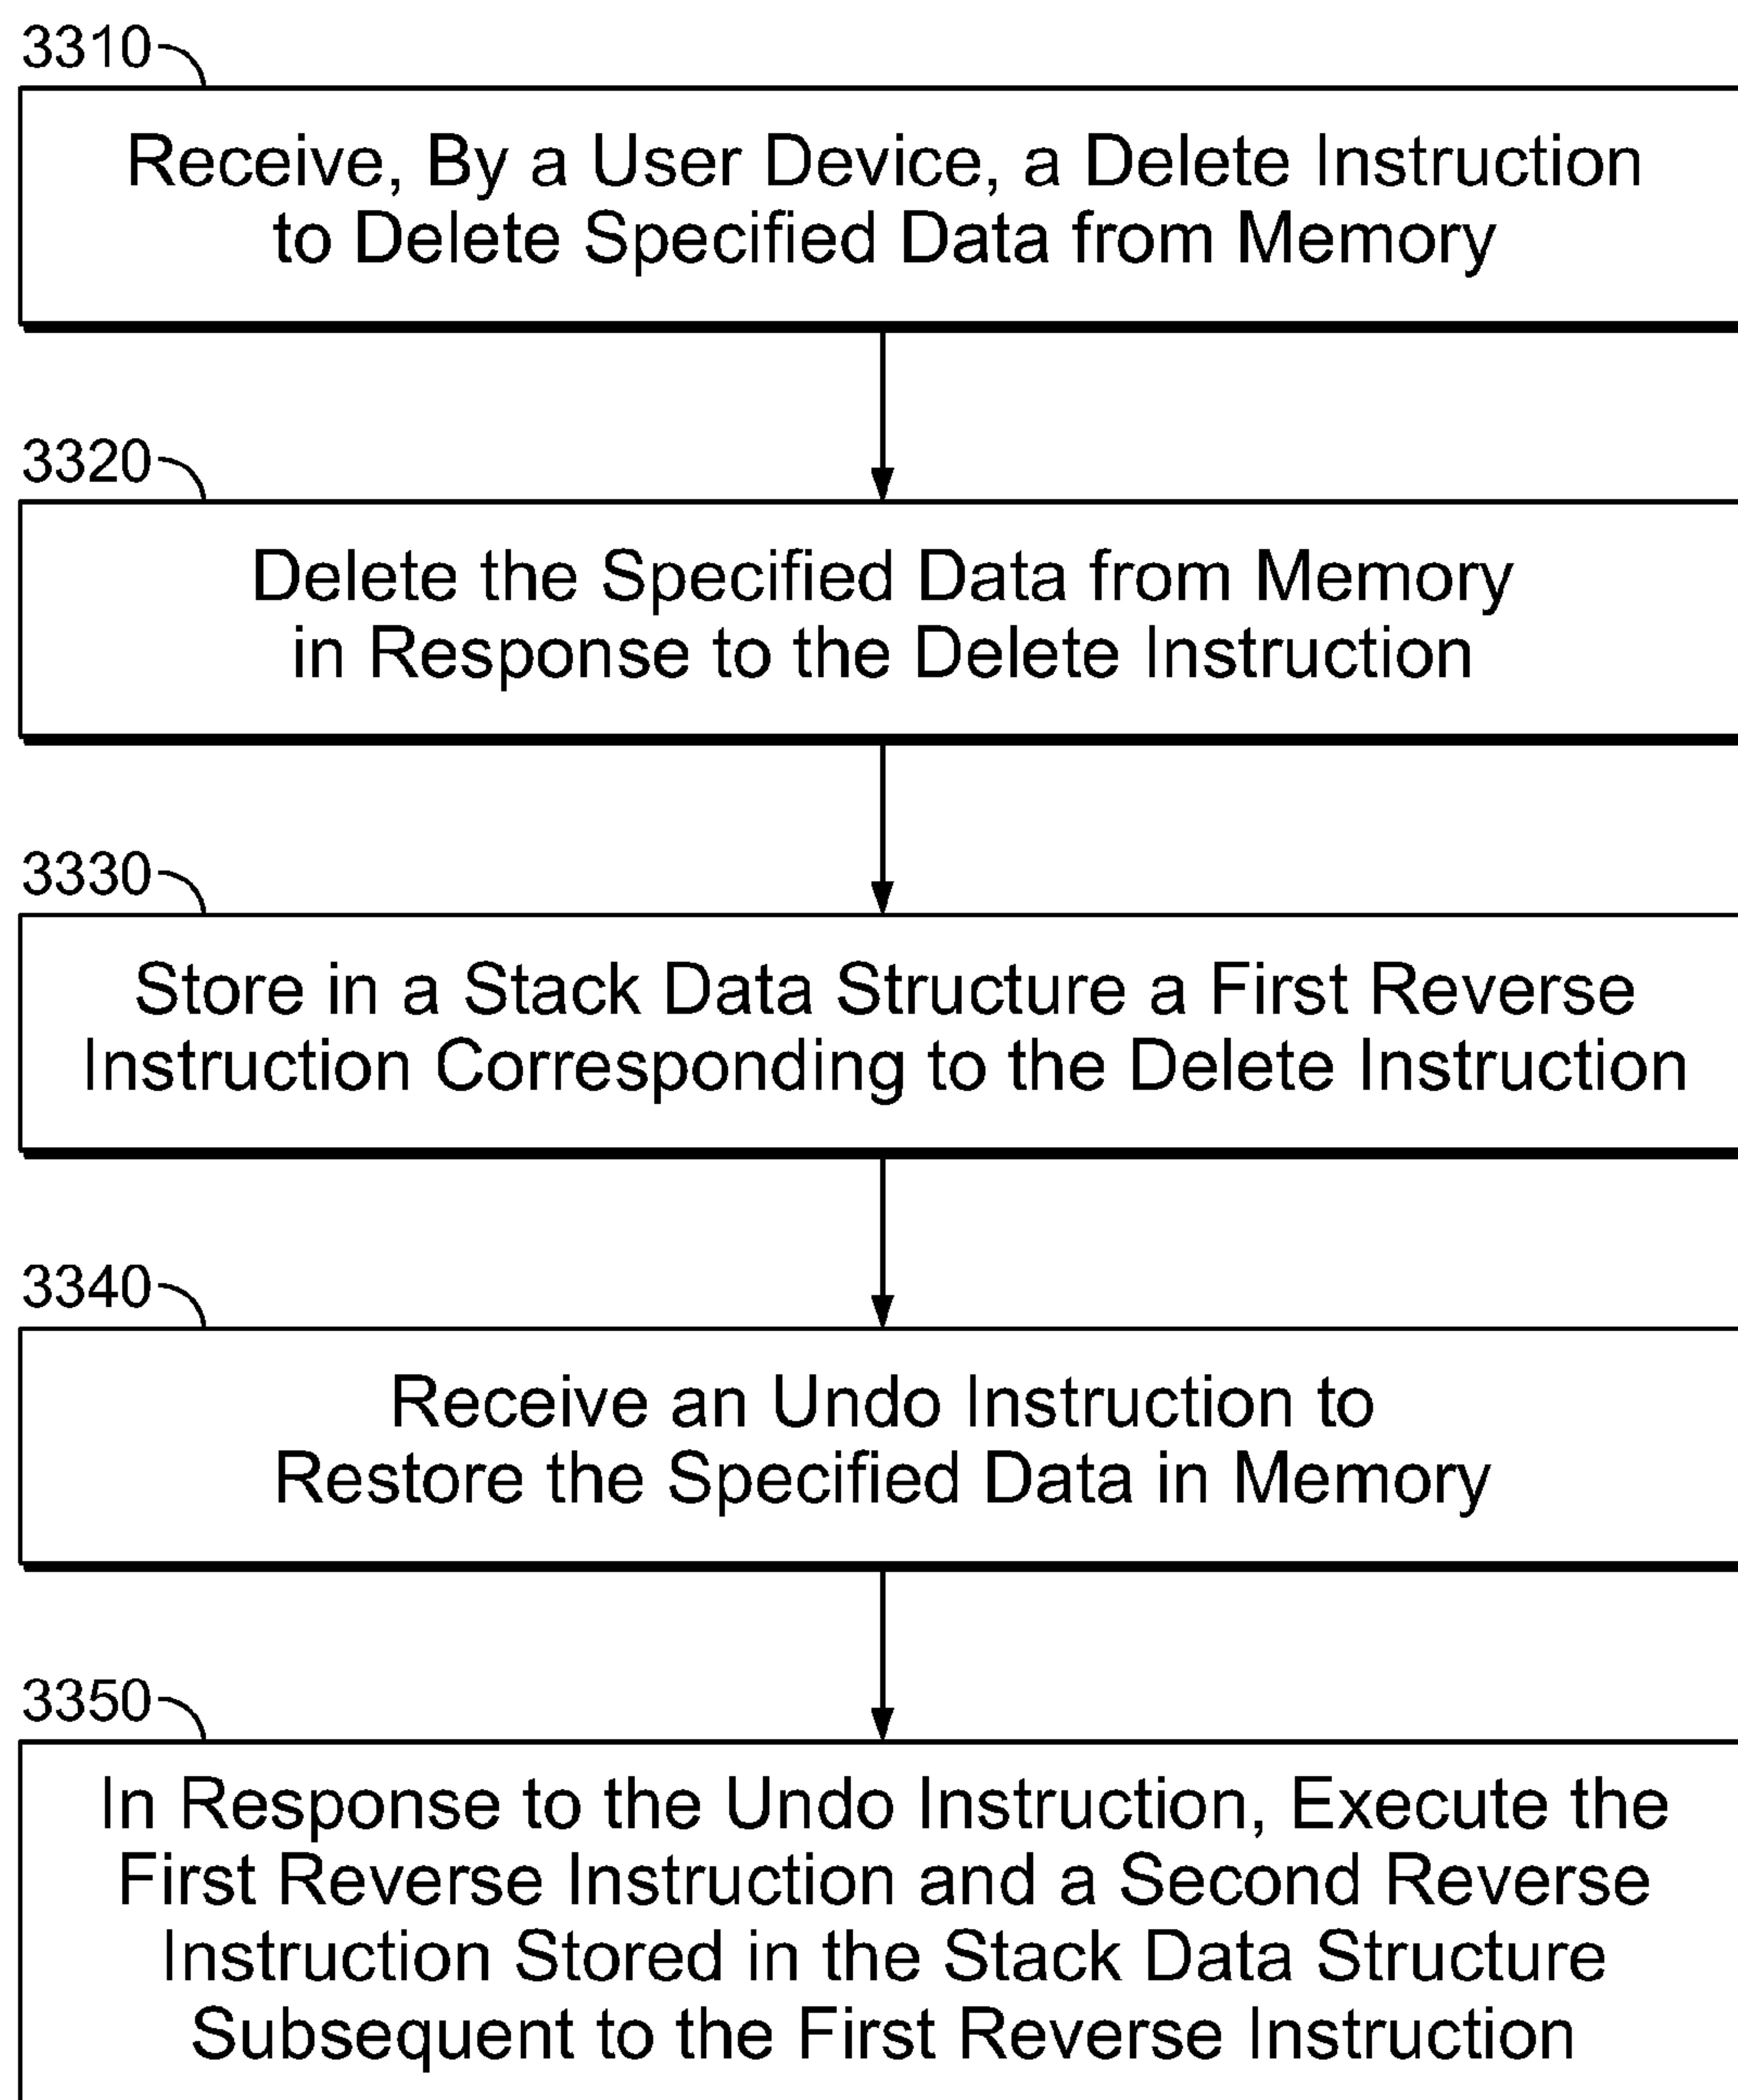 3310
Receive, By a User Device, a Delete Instruction
to Delete Specified Data from Memory
3320
Delete the Specified Data from Memory
in Response to the Delete Instruction
3330
Store in a Stack Data Structure a First Reverse
Instruction Corresponding to the Delete Instruction
3340
Receive an Undo Instruction to
Restore the Specified Data in Memory
3350
In Response to the Undo Instruction, Execute the
First Reverse Instruction and a Second Reverse
Instruction Stored in the Stack Data Structure
Subsequent to the First Reverse Instruction